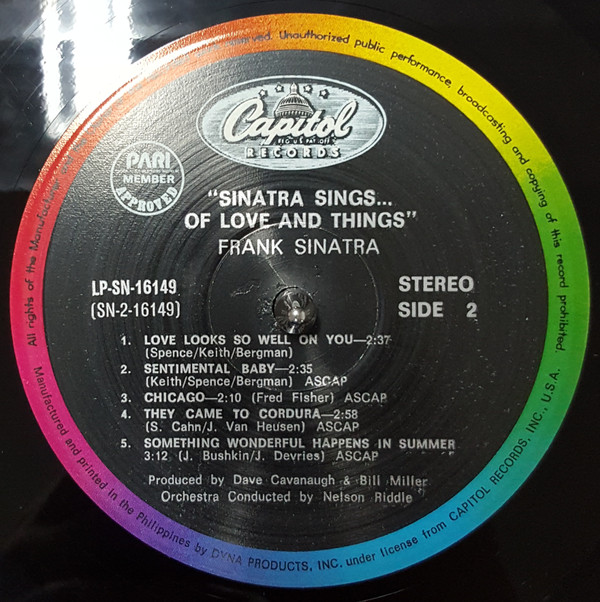 Capitol
RECORDS
PARI
MEMBER
APPROVED
"SINATRA SINGS...
OF LOVE AND THINGS"
FRANK SINATRA
LP-SN-16149
(SN-2-16149)
STEREO
SIDE 2
1. LOVE LOOKS SO WELL ON YOU—2:37
(Spence/Keith/Bergman)
2. SENTIMENTAL BABY—2:35
(Keith/Spence/Bergman) ASCAP
3. CHICAGO—2:10 (Fred Fisher) ASCAP
4. THEY CAME TO CORDURA—2:58
(S. Cahn/J. Van Heusen) ASCAP
5. SOMETHING WONDERFUL HAPPENS IN SUMMER
3:12 (J. Bushkin/J. Devries) ASCAP
Produced by Dave Cavanaugh & Bill Miller
Orchestra Conducted by Nelson Riddle
All rights of the Manufacturer reserved. Unauthorized public performance, broadcasting and copying of this record prohibited.
Manufactured and printed in the Philippines by DYNA PRODUCTS, INC. under license from CAPITOL RECORDS, INC., U.S.A.